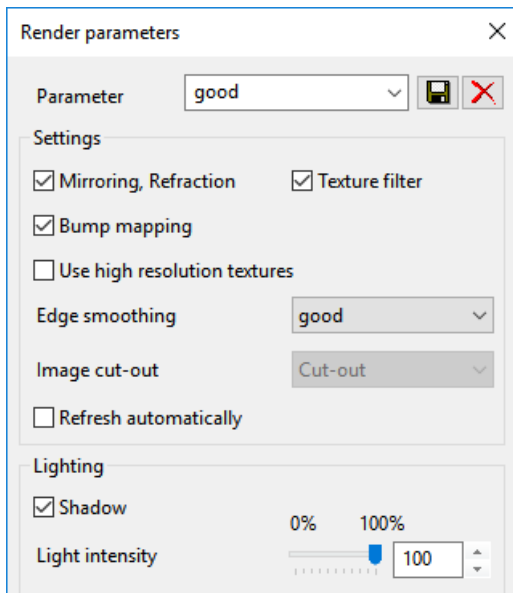 Render parameters
Parameter good
Settings
Mirroring, Refraction Texture filter
Bump mapping
Use high resolution textures
Edge smoothing good
Image cut-out Cut-out
Refresh automatically
Lighting
Shadow
0% 100%
Light intensity 100